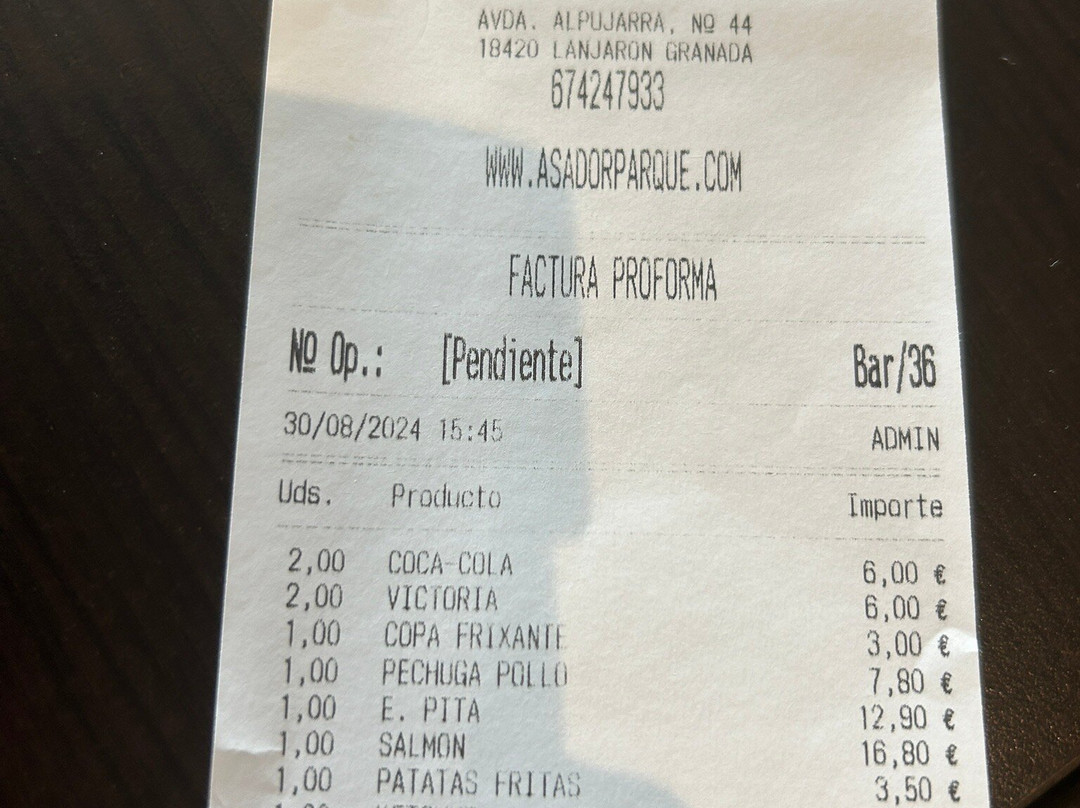 AVDA. ALPUJARRA, Nº 44
18420 LANJARON GRANADA
674247933
WWW.ASADORPARQUE.COM
FACTURA PROFORMA
Nº Op.: [Pendiente] Bar/36
30/08/2024 15:45 ADMIN
Uds. Producto Importe
2,00 COCA-COLA 6,00 €
2,00 VICTORIA 6,00 €
1,00 COPA FRIXANTE 3,00 €
1,00 PECHUGA POLLO 7,80 €
1,00 E. PITA 12,90 €
1,00 SALMON 16,80 €
1,00 PATATAS FRITAS 3,50 €